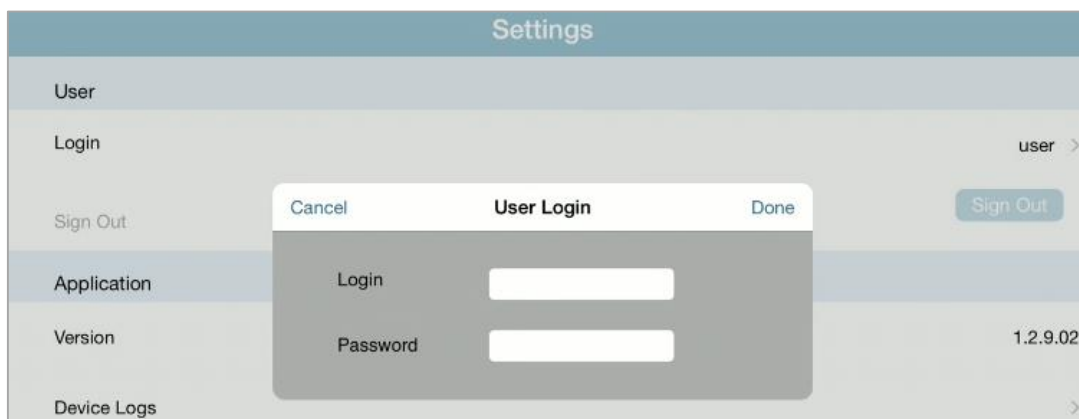 Settings
User
Login user
Sign Out Sign Out
Cancel User Login Done
Application
Login
Version 1.2.9.02
Password
Device Logs